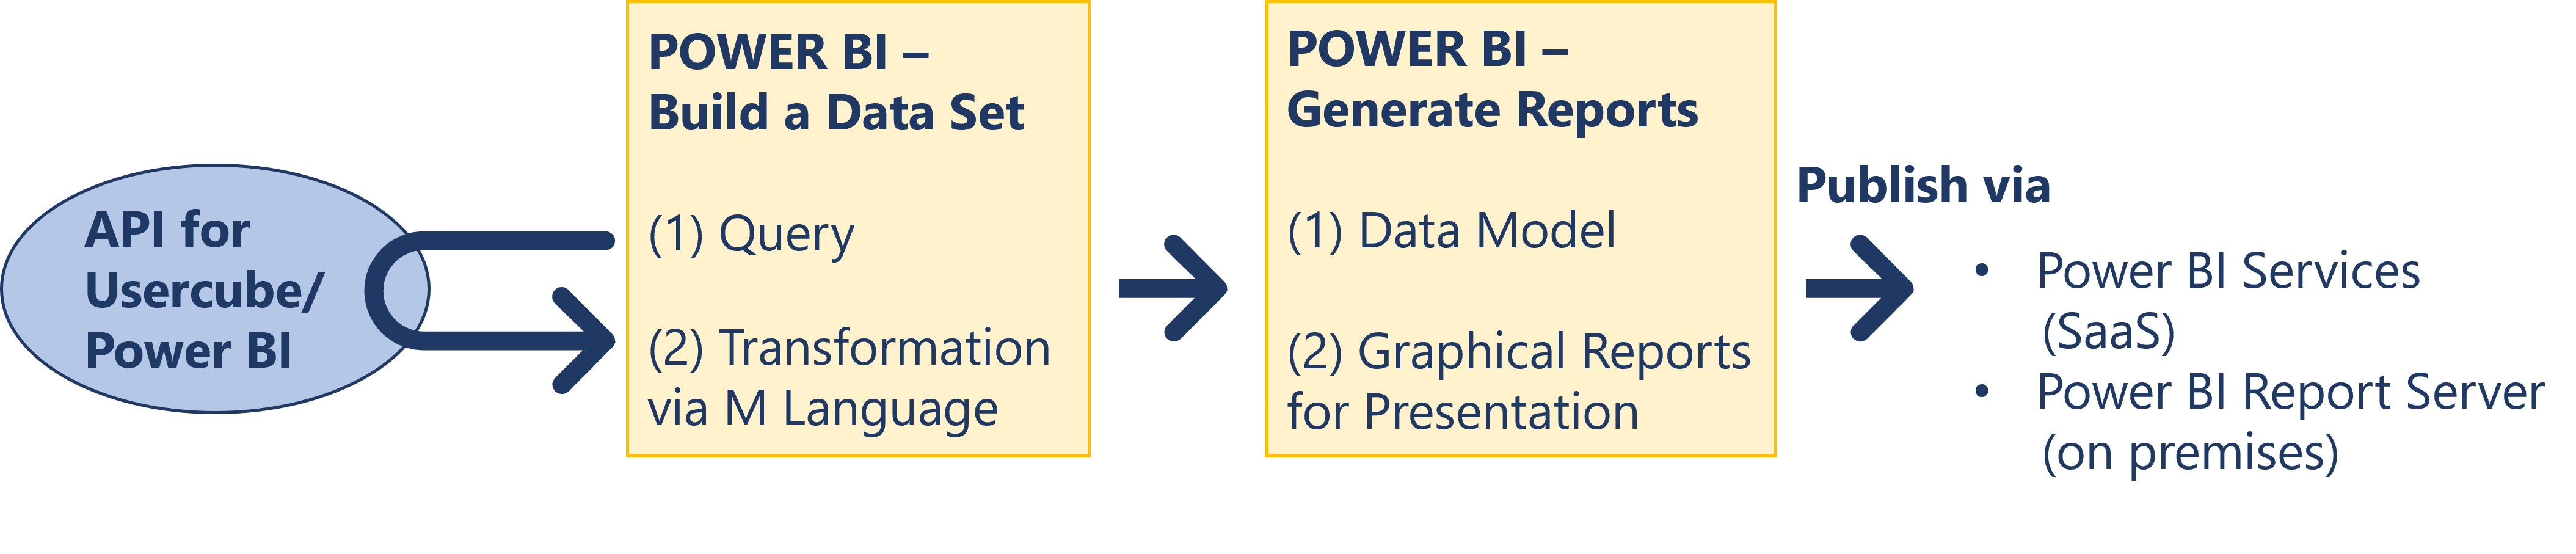 API for
Usercube/
Power BI
POWER BI –
Build a Data Set
(1) Query
(2) Transformation
via M Language
POWER BI –
Generate Reports
(1) Data Model
(2) Graphical Reports
for Presentation
Publish via
• Power BI Services
(SaaS)
• Power BI Report Server
(on premises)